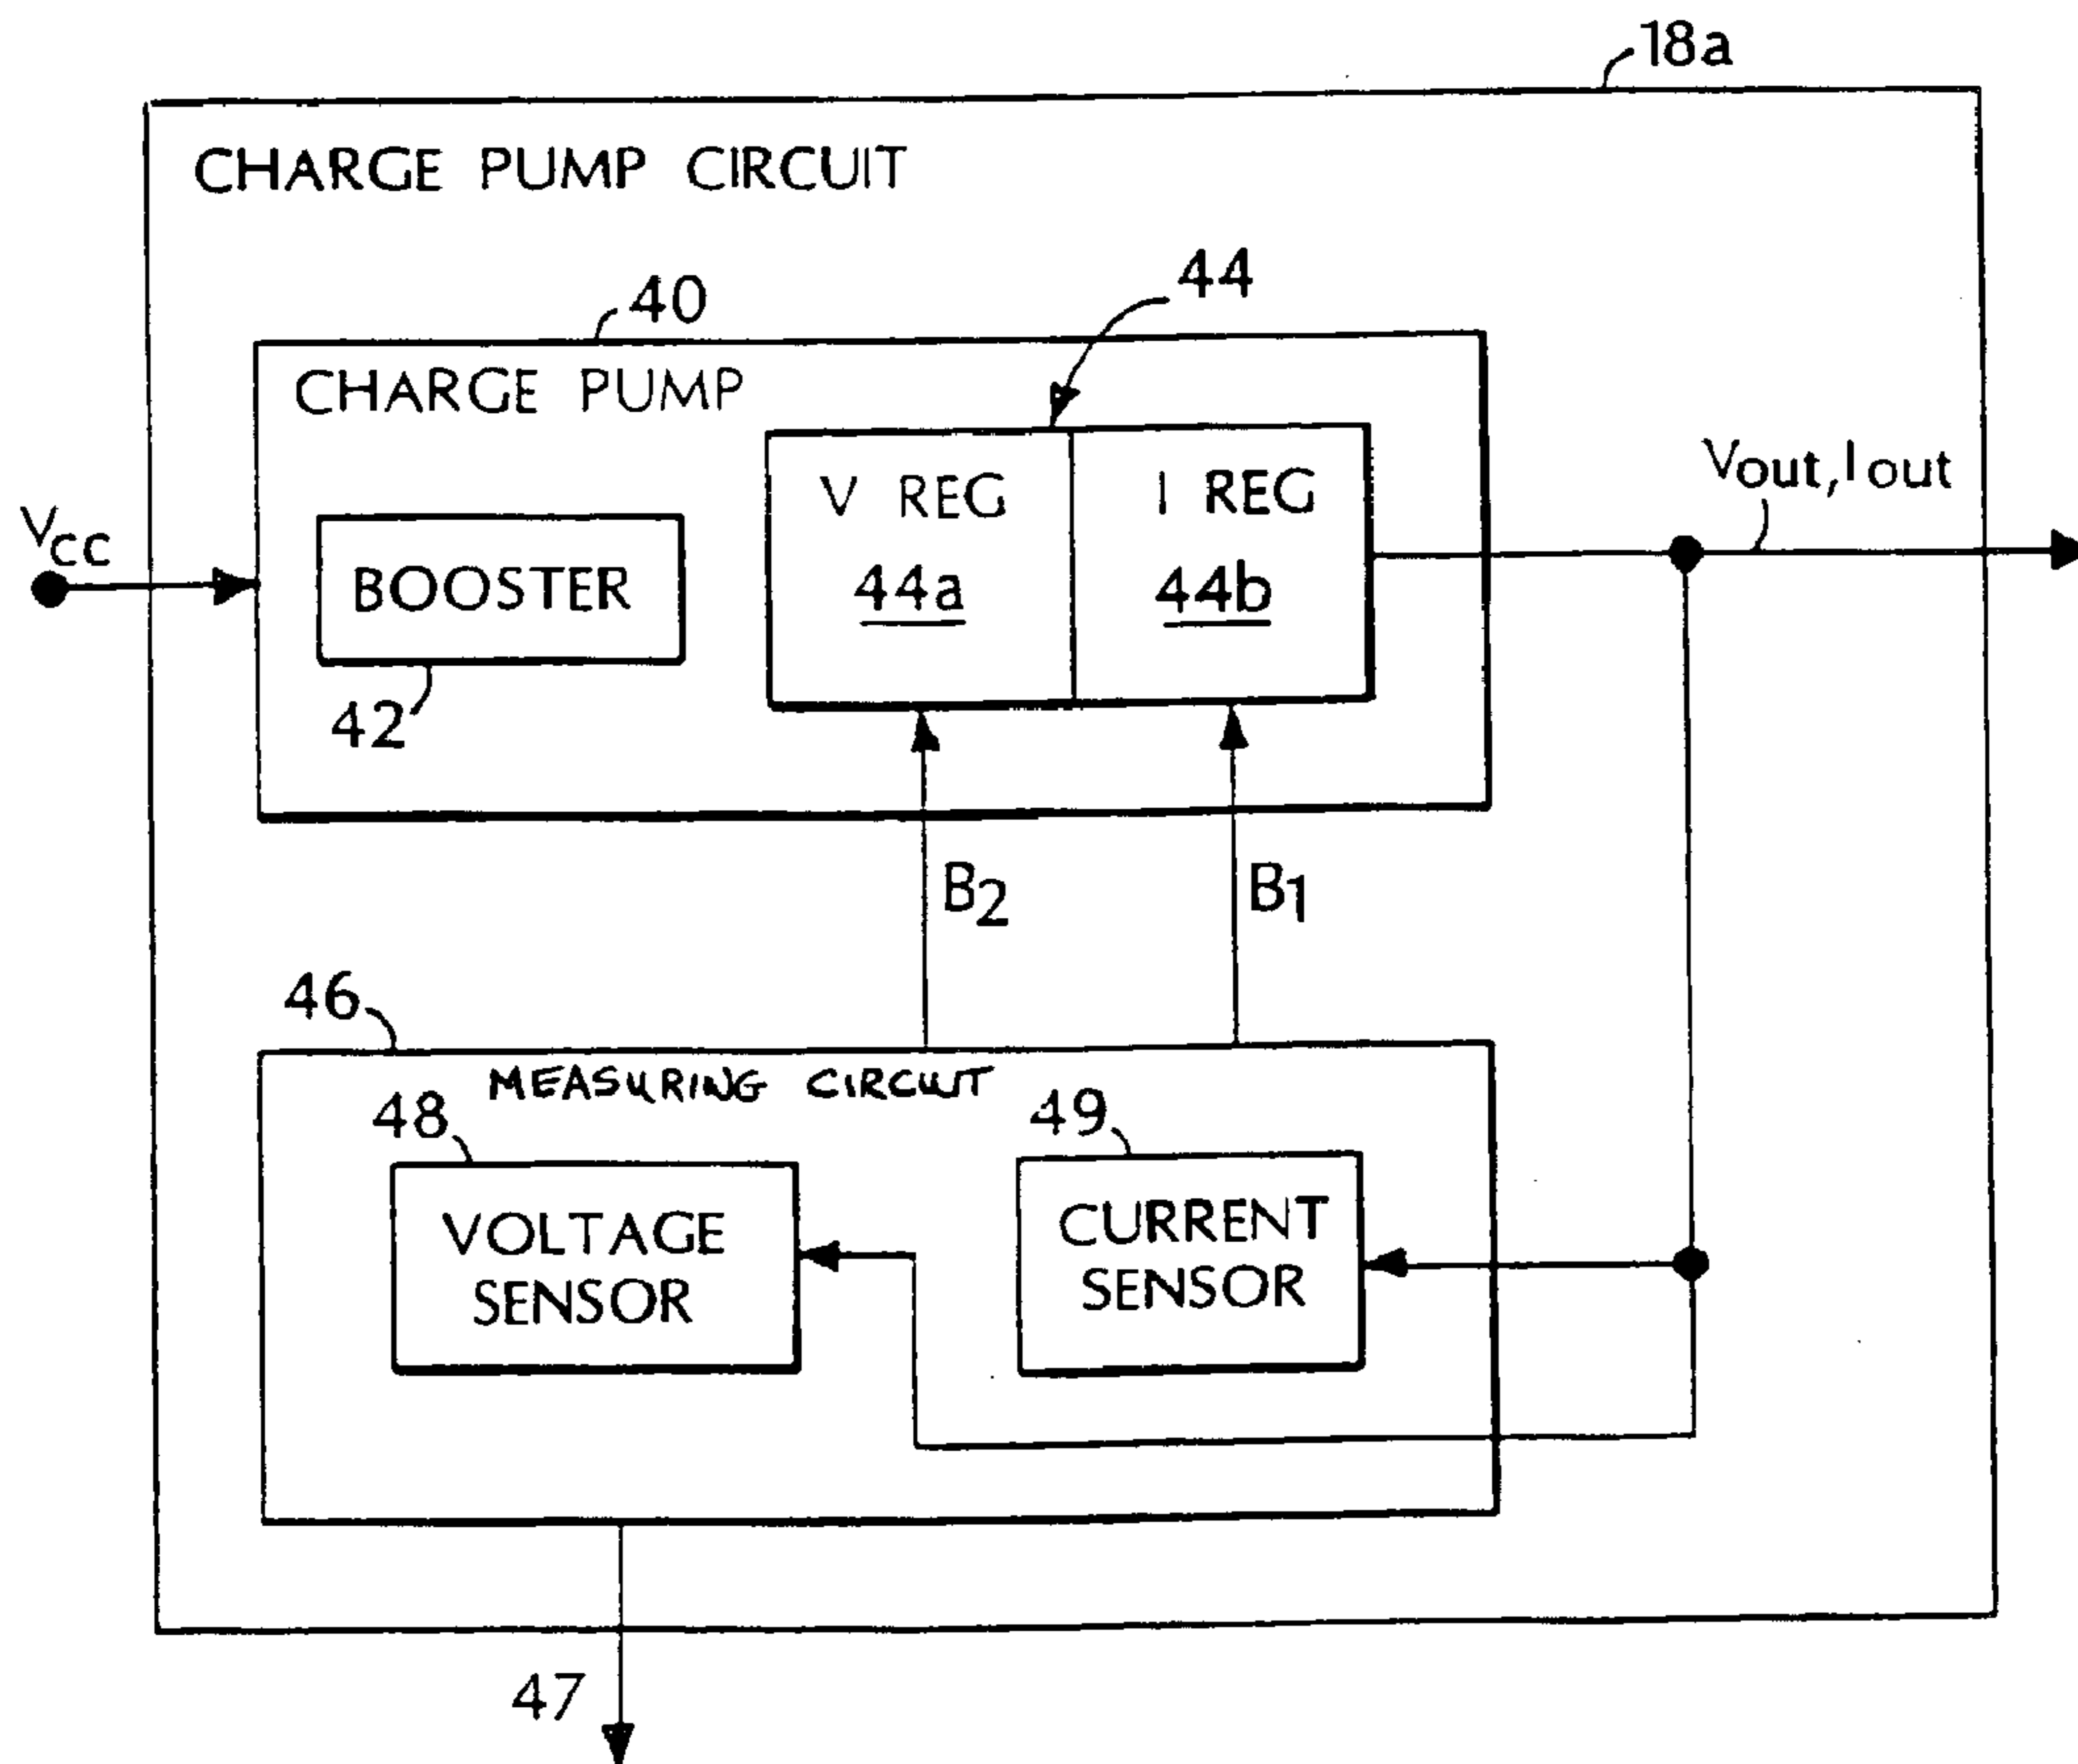 18a
CHARGE PUMP CIRCUIT
44
40
CHARGE PUMP
V REG
I REG
Vout, Iout
Vcc
BOOSTER
44a
44b
42
B2
B1
46
MEASURING CIRCUIT
48
49
VOLTAGE
SENSOR
CURRENT
SENSOR
47